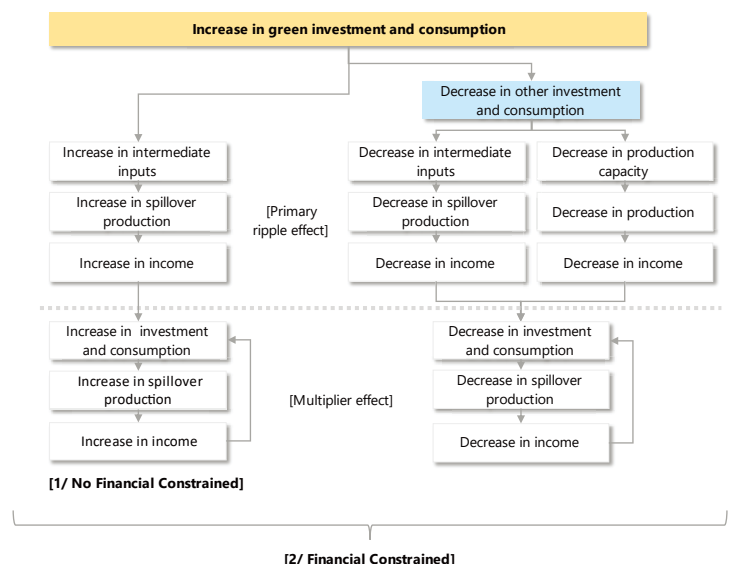 Increase in green investment and consumption
Decrease in other investment
and consumption
Increase in intermediate
inputs
Decrease in intermediate
inputs
Decrease in production
capacity
Increase in spillover
production
[Primary
ripple effect]
Decrease in spillover
production
Decrease in production
Increase in income
Decrease in income
Decrease in income
Increase in investment
and consumption
Decrease in investment
and consumption
Increase in spillover
production
[Multiplier effect]
Decrease in spillover
production
Increase in income
Decrease in income
[1/ No Financial Constrained]
[2/ Financial Constrained]